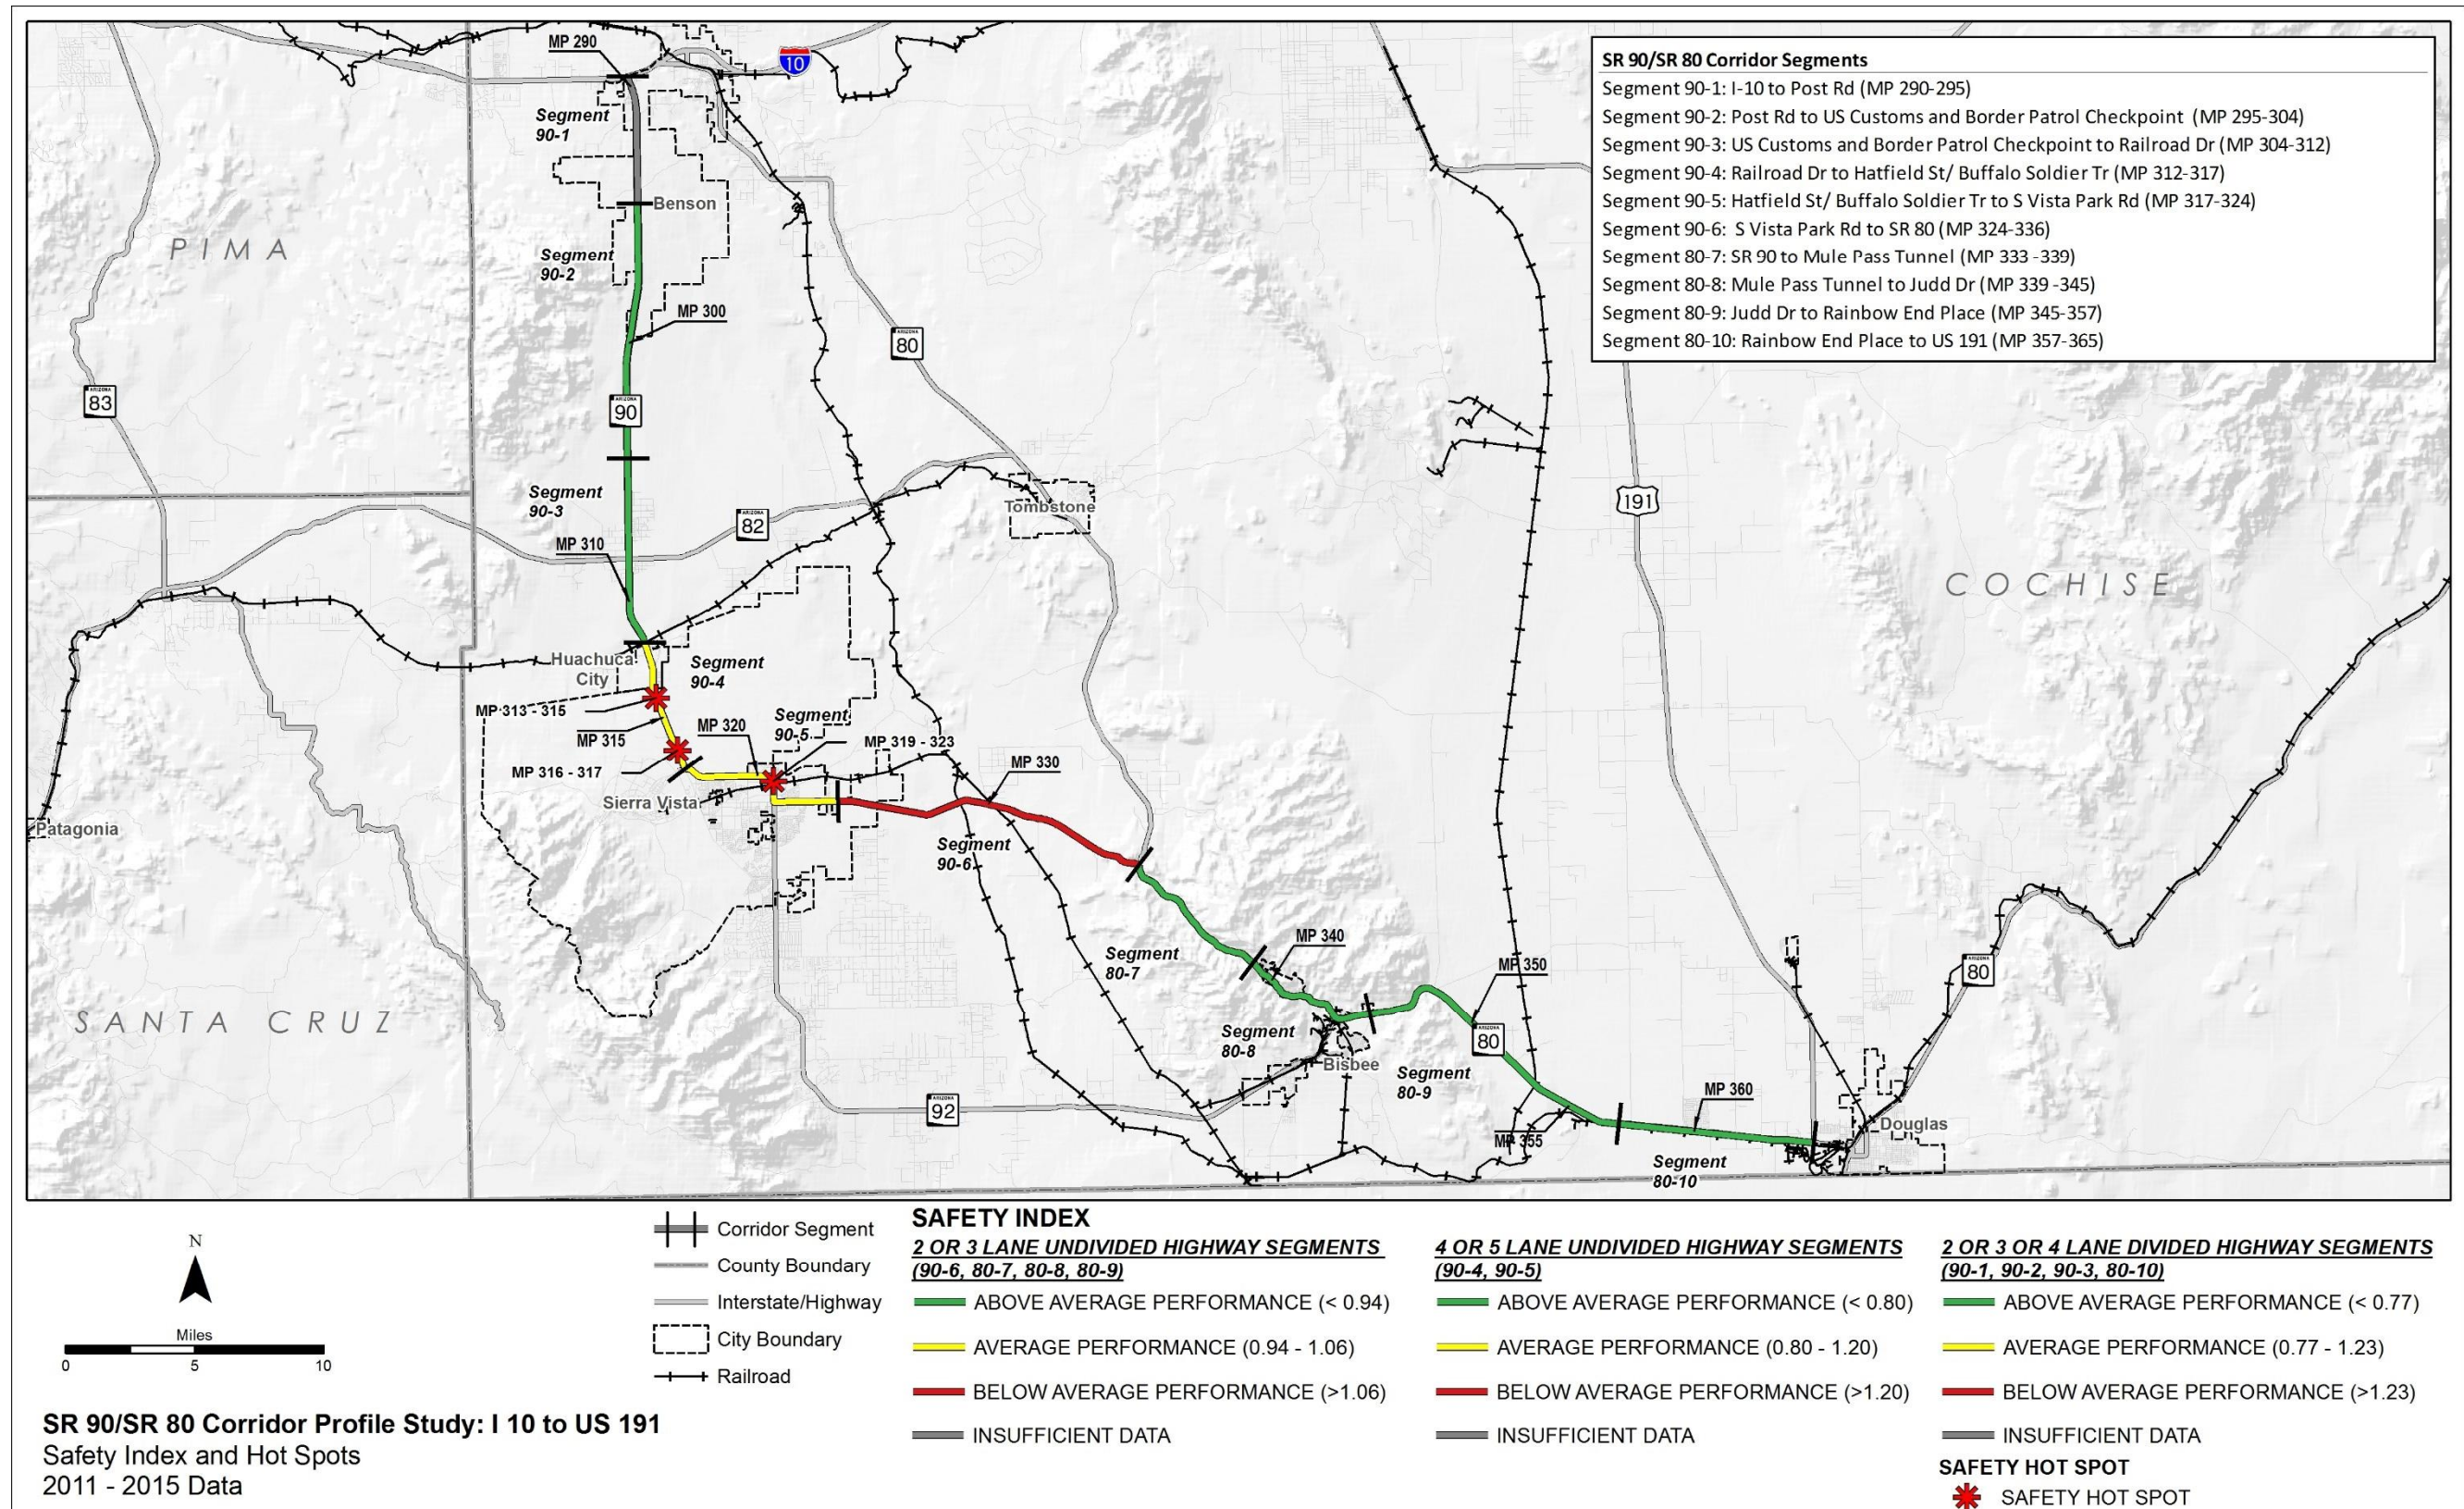 MP 290
10
SR 90/SR 80 Corridor Segments
Segment 90-1: I-10 to Post Rd (MP 290-295)
Segment 90-2: Post Rd to US Customs and Border Patrol Checkpoint (MP 295-304)
Segment 90-3: US Customs and Border Patrol Checkpoint to Railroad Dr (MP 304-312)
Segment 90-4: Railroad Dr to Hatfield St/ Buffalo Soldier Tr (MP 312-317)
Segment 90-5: Hatfield St/ Buffalo Soldier Tr to S Vista Park Rd (MP 317-324)
Segment 90-6: S Vista Park Rd to SR 80 (MP 324-336)
Segment 80-7: SR 90 to Mule Pass Tunnel (MP 333 -339)
Segment 80-8: Mule Pass Tunnel to Judd Dr (MP 339 -345)
Segment 80-9: Judd Dr to Rainbow End Place (MP 345-357)
Segment 80-10: Rainbow End Place to US 191 (MP 357-365)
Segment
90-1
Benson
PIMA
Segment
90-2
MP 300
ARIZONA
80
ARIZONA
83
ARIZONA
90
Segment
90-3
191
Tombstone
ARIZONA
82
MP 310
COCHISE
Huachuca
City
Segment
90-4
MP 313 - 315
Segment
90-5
MP 320
MP 315
MP 319 - 323
MP 316 - 317
MP 330
Sierra Vista
Patagonia
Segment
90-6
MP 340
Segment
80-7
MP 350
ARIZONA
80
SANTA CRUZ
Segment
80-8
ARIZONA
80
Bisbee
Segment
80-9
MP 360
ARIZONA
92
MP 355
Douglas
Segment
80-10
N
Miles
0 5 10
Corridor Segment
County Boundary
Interstate/Highway
City Boundary
Railroad
SAFETY INDEX
2 OR 3 LANE UNDIVIDED HIGHWAY SEGMENTS
(90-6, 80-7, 80-8, 80-9)
ABOVE AVERAGE PERFORMANCE (< 0.94)
AVERAGE PERFORMANCE (0.94 - 1.06)
BELOW AVERAGE PERFORMANCE (>1.06)
INSUFFICIENT DATA
4 OR 5 LANE UNDIVIDED HIGHWAY SEGMENTS
(90-4, 90-5)
ABOVE AVERAGE PERFORMANCE (< 0.80)
AVERAGE PERFORMANCE (0.80 - 1.20)
BELOW AVERAGE PERFORMANCE (>1.20)
INSUFFICIENT DATA
2 OR 3 OR 4 LANE DIVIDED HIGHWAY SEGMENTS
(90-1, 90-2, 90-3, 80-10)
ABOVE AVERAGE PERFORMANCE (< 0.77)
AVERAGE PERFORMANCE (0.77 - 1.23)
BELOW AVERAGE PERFORMANCE (>1.23)
INSUFFICIENT DATA
SAFETY HOT SPOT
SAFETY HOT SPOT
SR 90/SR 80 Corridor Profile Study: I 10 to US 191
Safety Index and Hot Spots
2011 - 2015 Data